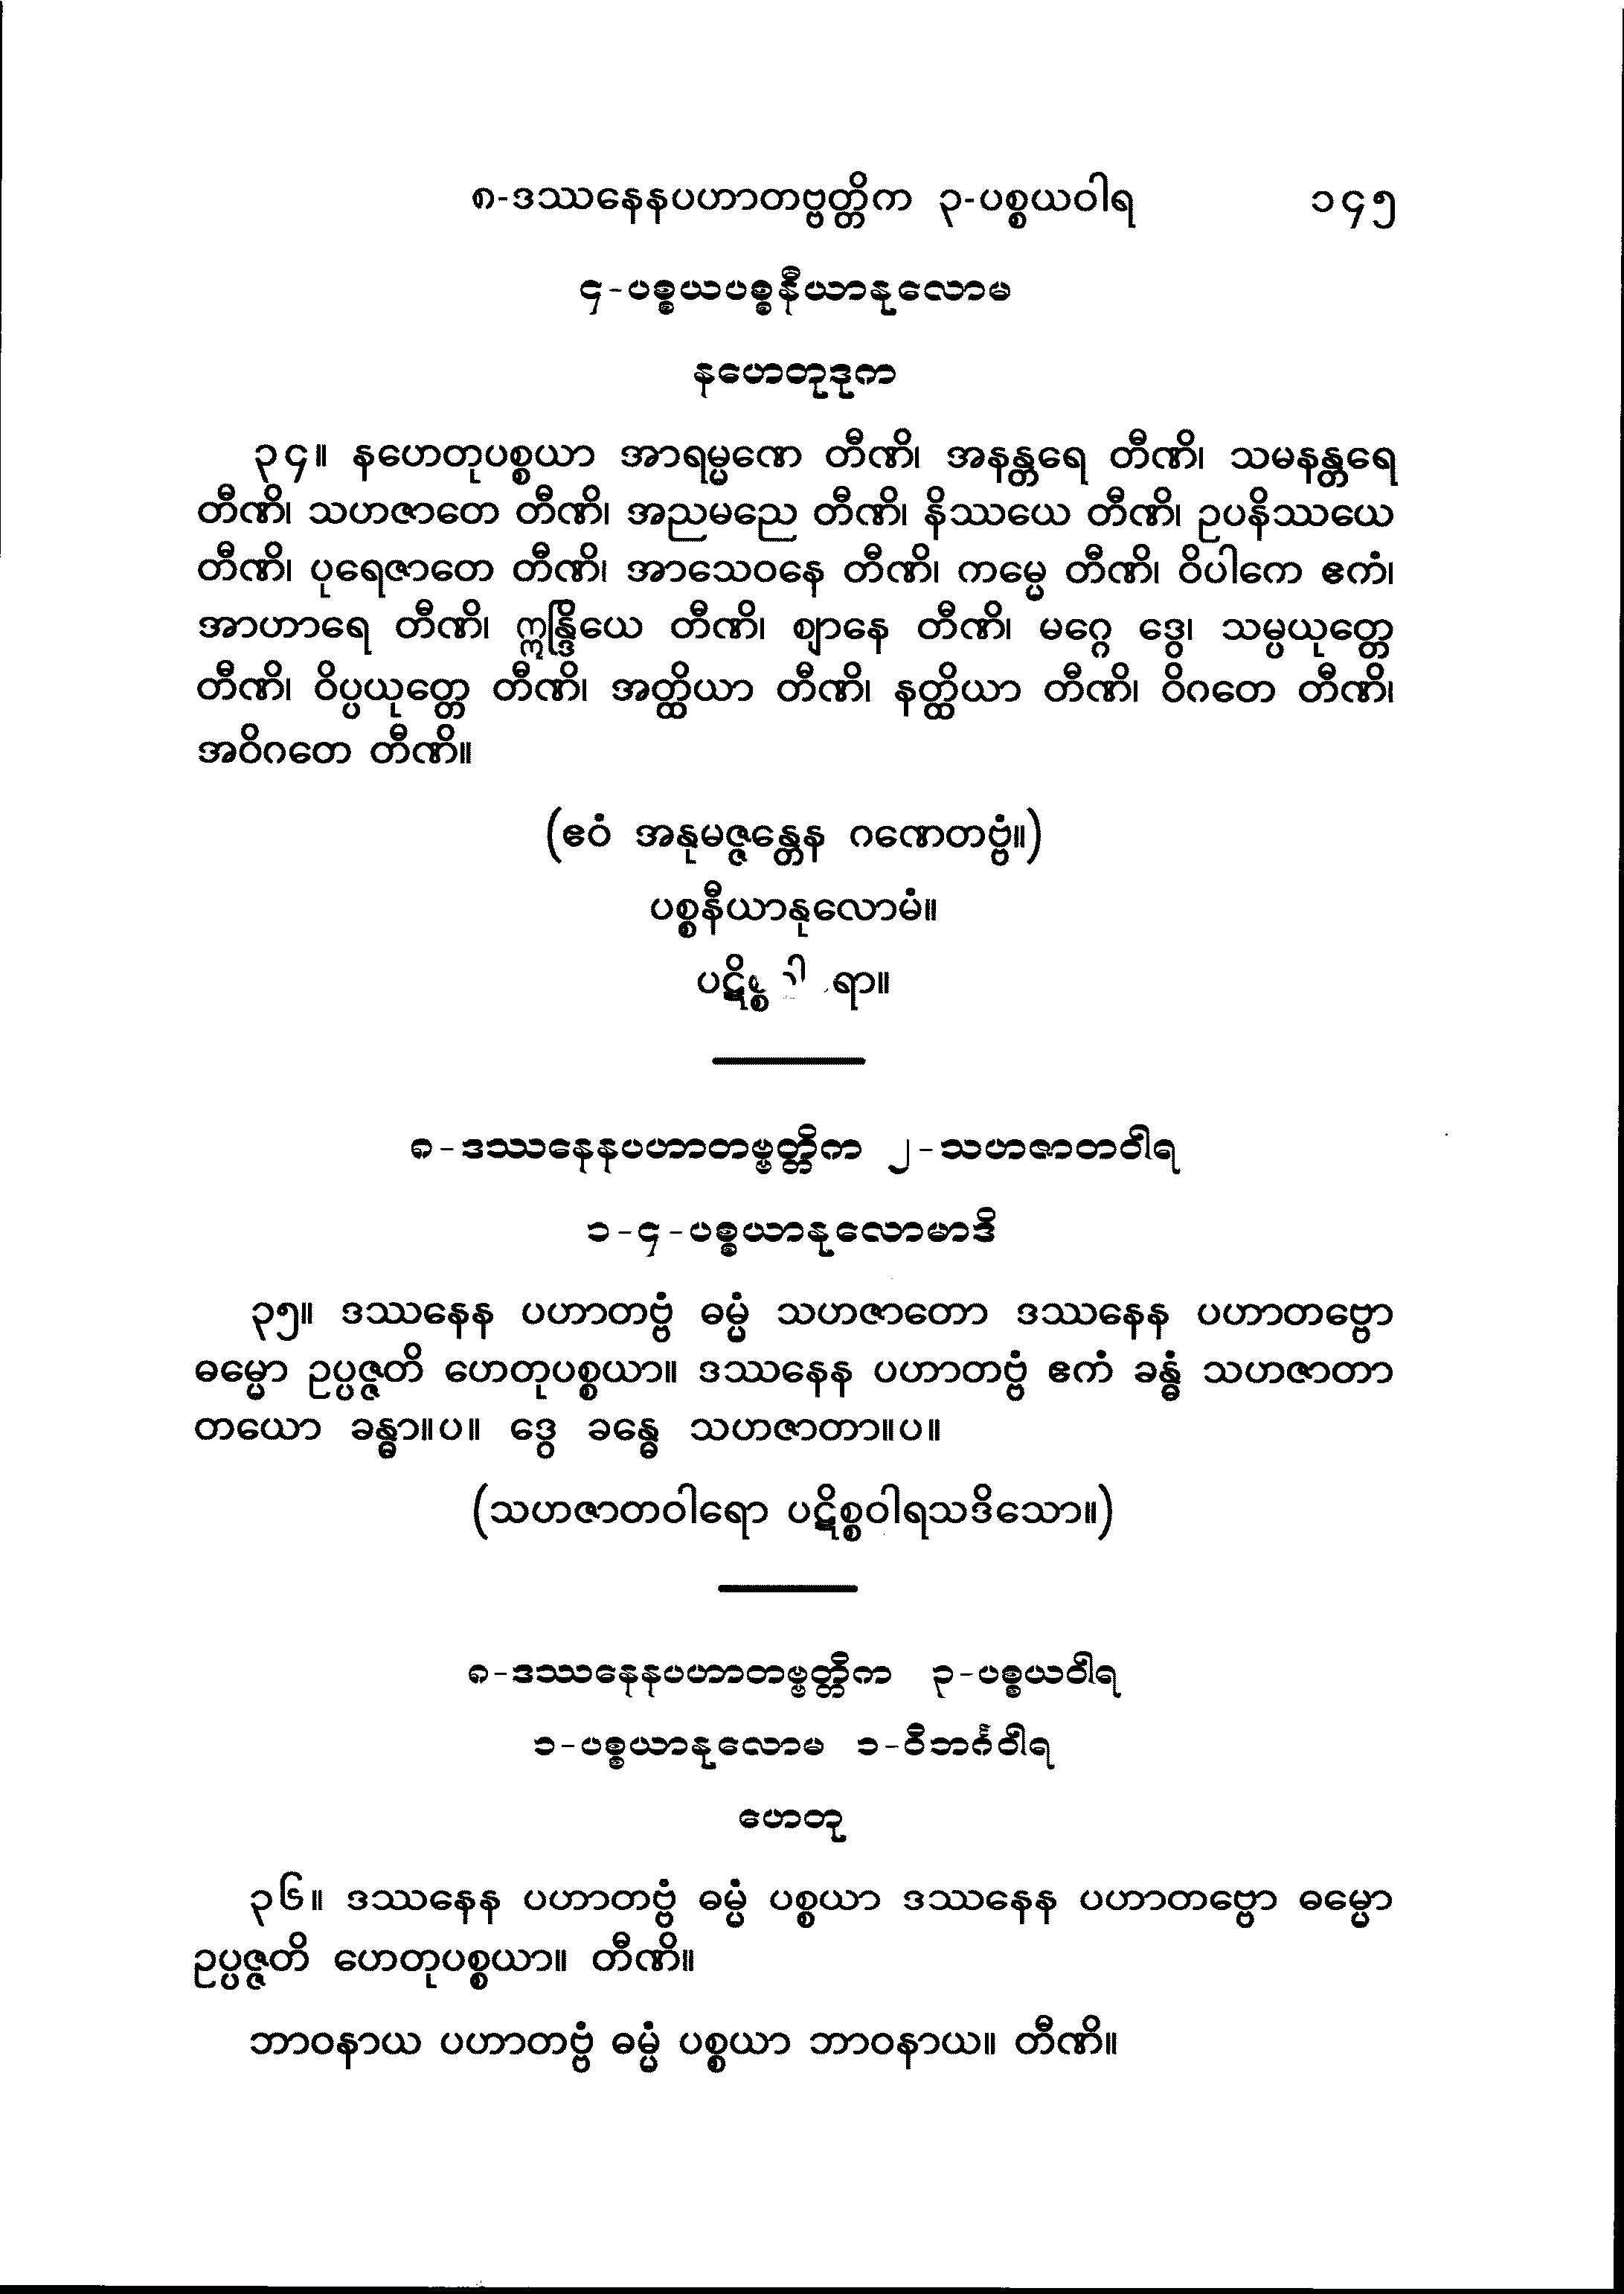 ၈-ဒဿနေနပဟာတဗ္ဗတ္တိက ၃-ပစ္စယဝါရ ၁၄၅
၄-ပစ္စယပစ္စနီယာနုလောမ
နဟေတုဒုက
၃၄။ နဟေတုပစ္စယာ အာရမ္မဏေ တီဏိ၊ အနန္တရေ တီဏိ၊ သမနန္တရေ
တီဏိ၊ သဟဇာတေ တီဏိ၊ အညမညေ တီဏိ၊ နိဿယေ တီဏိ၊ ဥပနိဿယေ
တီဏိ၊ ပုရေဇာတေ တီဏိ၊ အာသေဝနေ တီဏိ၊ ကမ္မေ တီဏိ၊ ဝိပါကေ ဧကံ၊
အာဟာရေ တီဏိ၊ ဣန္ဒြိယေ တီဏိ၊ ဈာနေ တီဏိ၊ မဂ္ဂေ ဒွေ၊ သမ္ပယုတ္တေ
တီဏိ၊ ဝိပ္ပယုတ္တေ တီဏိ၊ အတ္ထိယာ တီဏိ၊ နတ္ထိယာ တီဏိ၊ ဝိဂတေ တီဏိ၊
အဝိဂတေ တီဏိ။
(ဧဝံ အနုမဇ္ဇန္တေန ဂဏေတဗ္ဗံ။)
ပစ္စနီယာနုလောမံ။
၈-ဒဿနေနပဟာတဗ္ဗတ္တိက ၂-သဟဇာတဝါရ
၁-၄-ပစ္စယာနုလောမာဒိ
၃၅။ ဒဿနေန ပဟာတဗ္ဗံ ဓမ္မံ သဟဇာတော ဒဿနေန ပဟာတဗ္ဗော
ဓမ္မော ဥပ္ပဇ္ဇတိ ဟေတုပစ္စယာ။ ဒဿနေန ပဟာတဗ္ဗံ ဧကံ ခန္ဓံ သဟဇာတာ
တယော ခန္ဓာ။ပ။ ဒွေ ခန္ဓေ သဟဇာတာ။ပ။
(သဟဇာတဝါရော ပဋိစ္စဝါရသဒိသော။)
၈-ဒဿနေနပဟာတဗ္ဗတ္တိက ၃-ပစ္စယဝါရ
၁-ပစ္စယာနုလောမ ၁-ဝိဘင်္ဂဝါရ
ဟေတု
၃၆။ ဒဿနေန ပဟာတဗ္ဗံ ဓမ္မံ ပစ္စယာ ဒဿနေန ပဟာတဗ္ဗော ဓမ္မော
ဥပ္ပဇ္ဇတိ ဟေတုပစ္စယာ။ တီဏိ။
ဘာဝနာယ ပဟာတဗ္ဗံ ဓမ္မံ ပစ္စယာ ဘာဝနာယ။ တီဏိ။